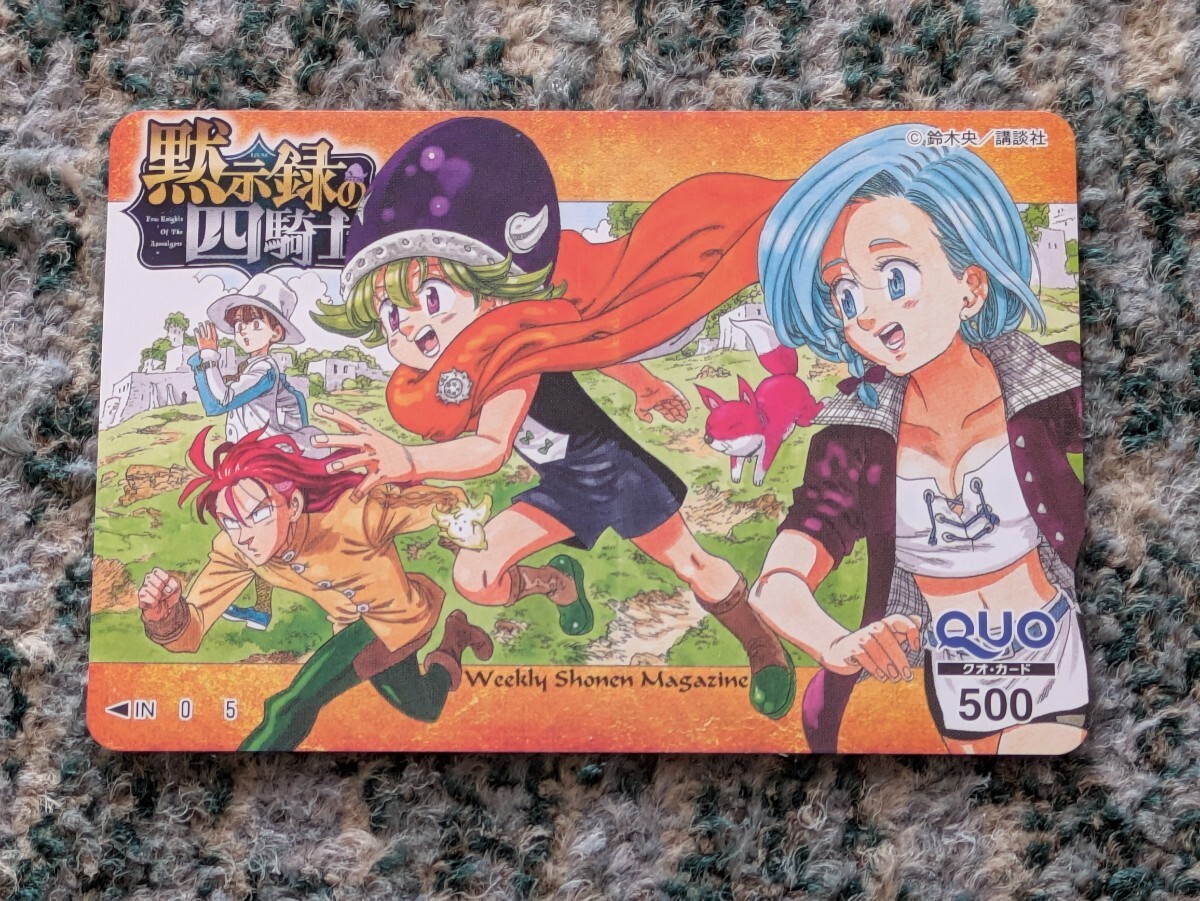 © 鈴木央／講談社
黙示録の
四騎士
Four Knights
Of The
Apocalypse
Weekly Shonen Magazine
QUO
クオ・カード
500
◀IN 0 5